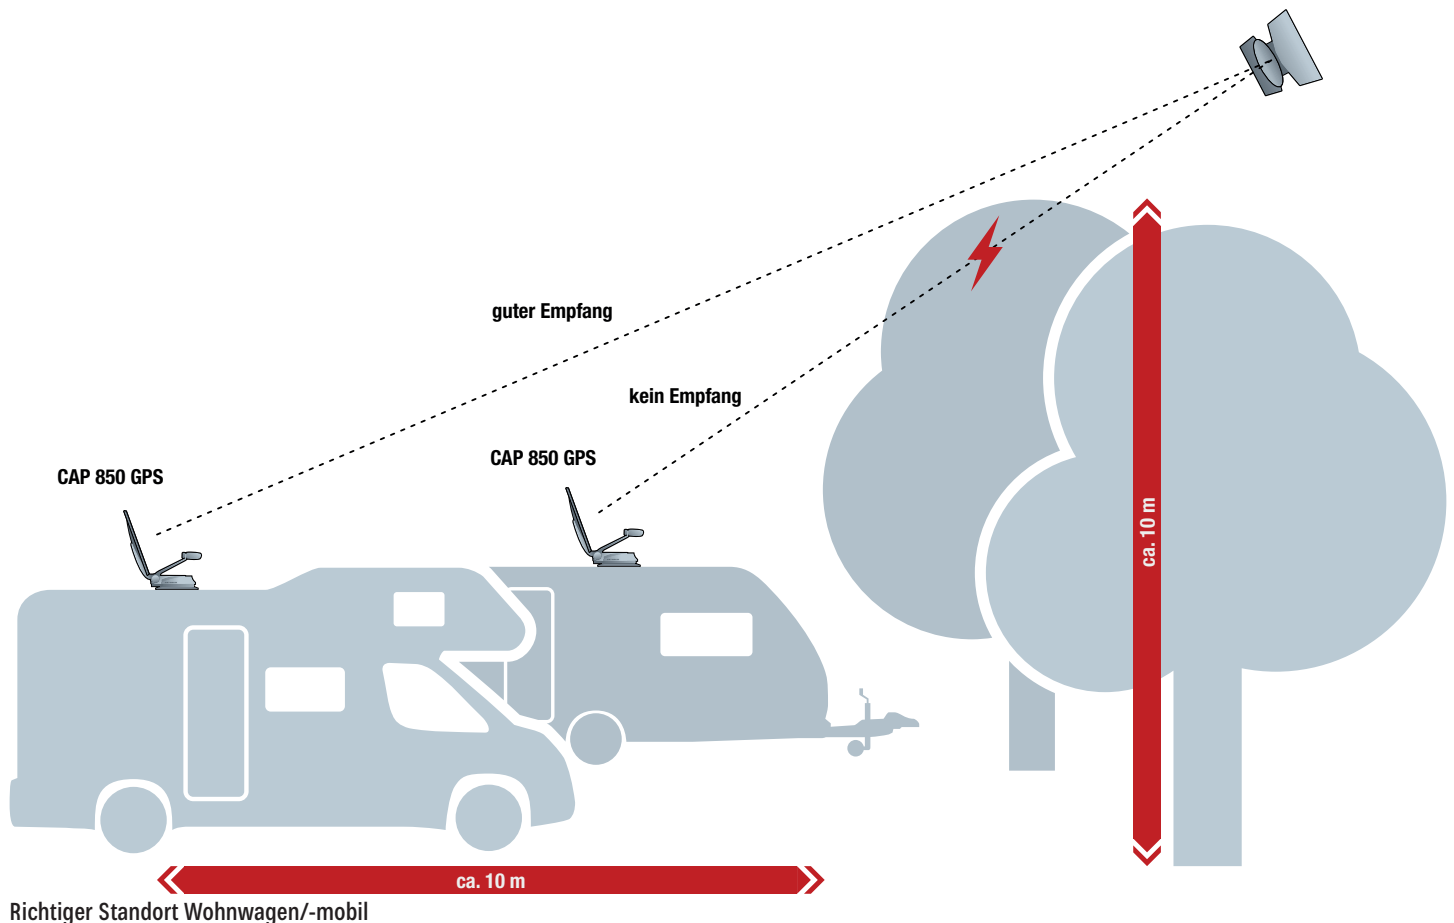 guter Empfang
kein Empfang
CAP 850 GPS
CAP 850 GPS
ca. 10 m
ca. 10 m
Richtiger Standort Wohnwagen/-mobil